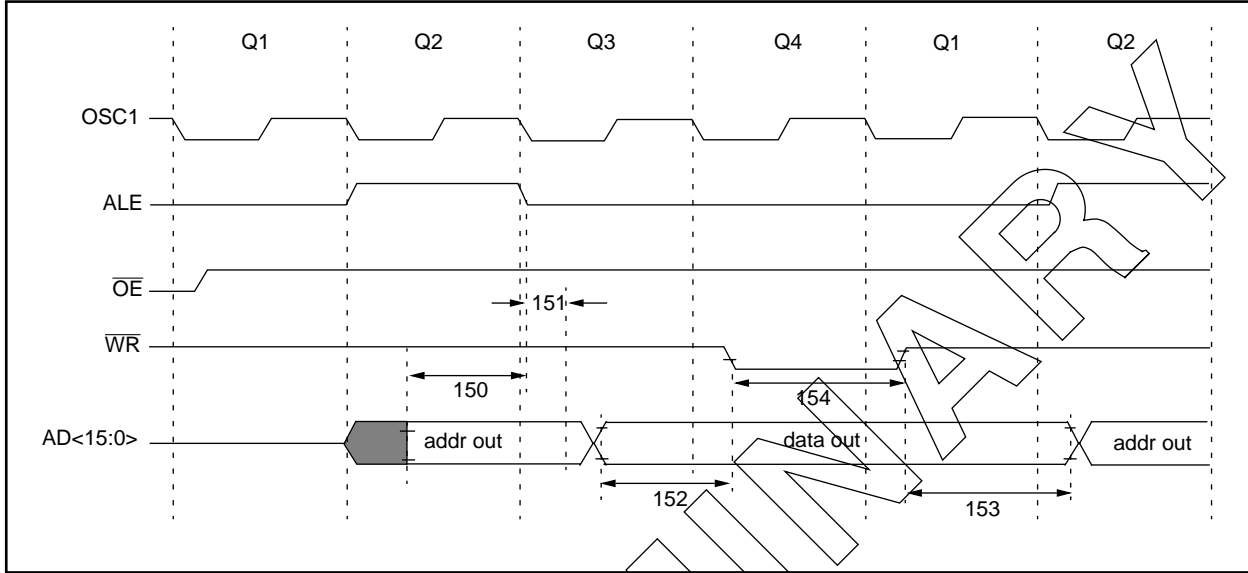 Q1 Q2 Q3 Q4 Q1 Q2
OSC1
ALE
OE
151
WR
150
154
AD<15:0>
addr out
data out
addr out
152
153
INARY